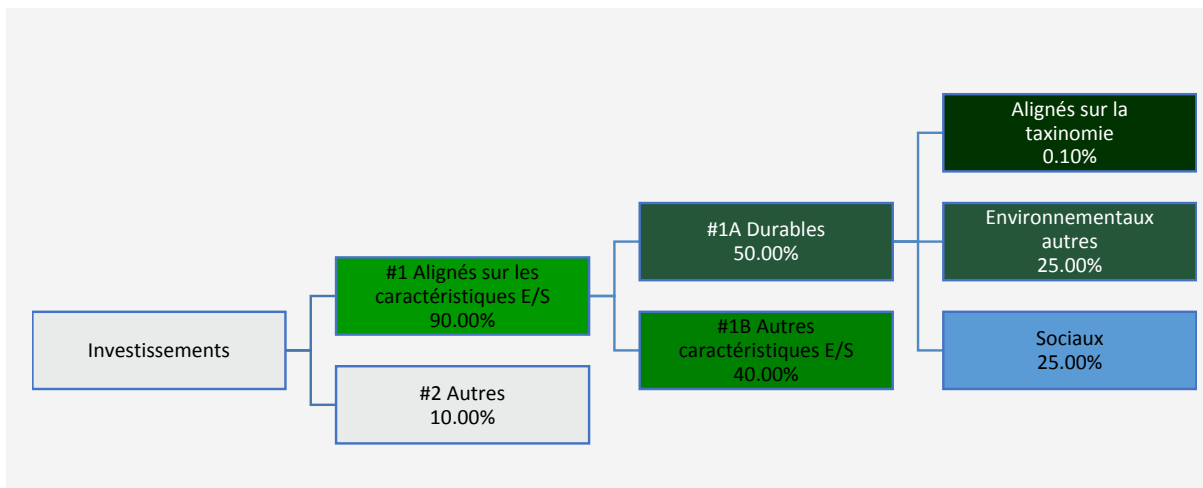 Investissements
#1 Alignés sur les
caractéristiques E/S
90.00%
#2 Autres
10.00%
#1A Durables
50.00%
#1B Autres
caractéristiques E/S
40.00%
Alignés sur la
taxinomie
0.10%
Environnementaux
autres
25.00%
Sociaux
25.00%